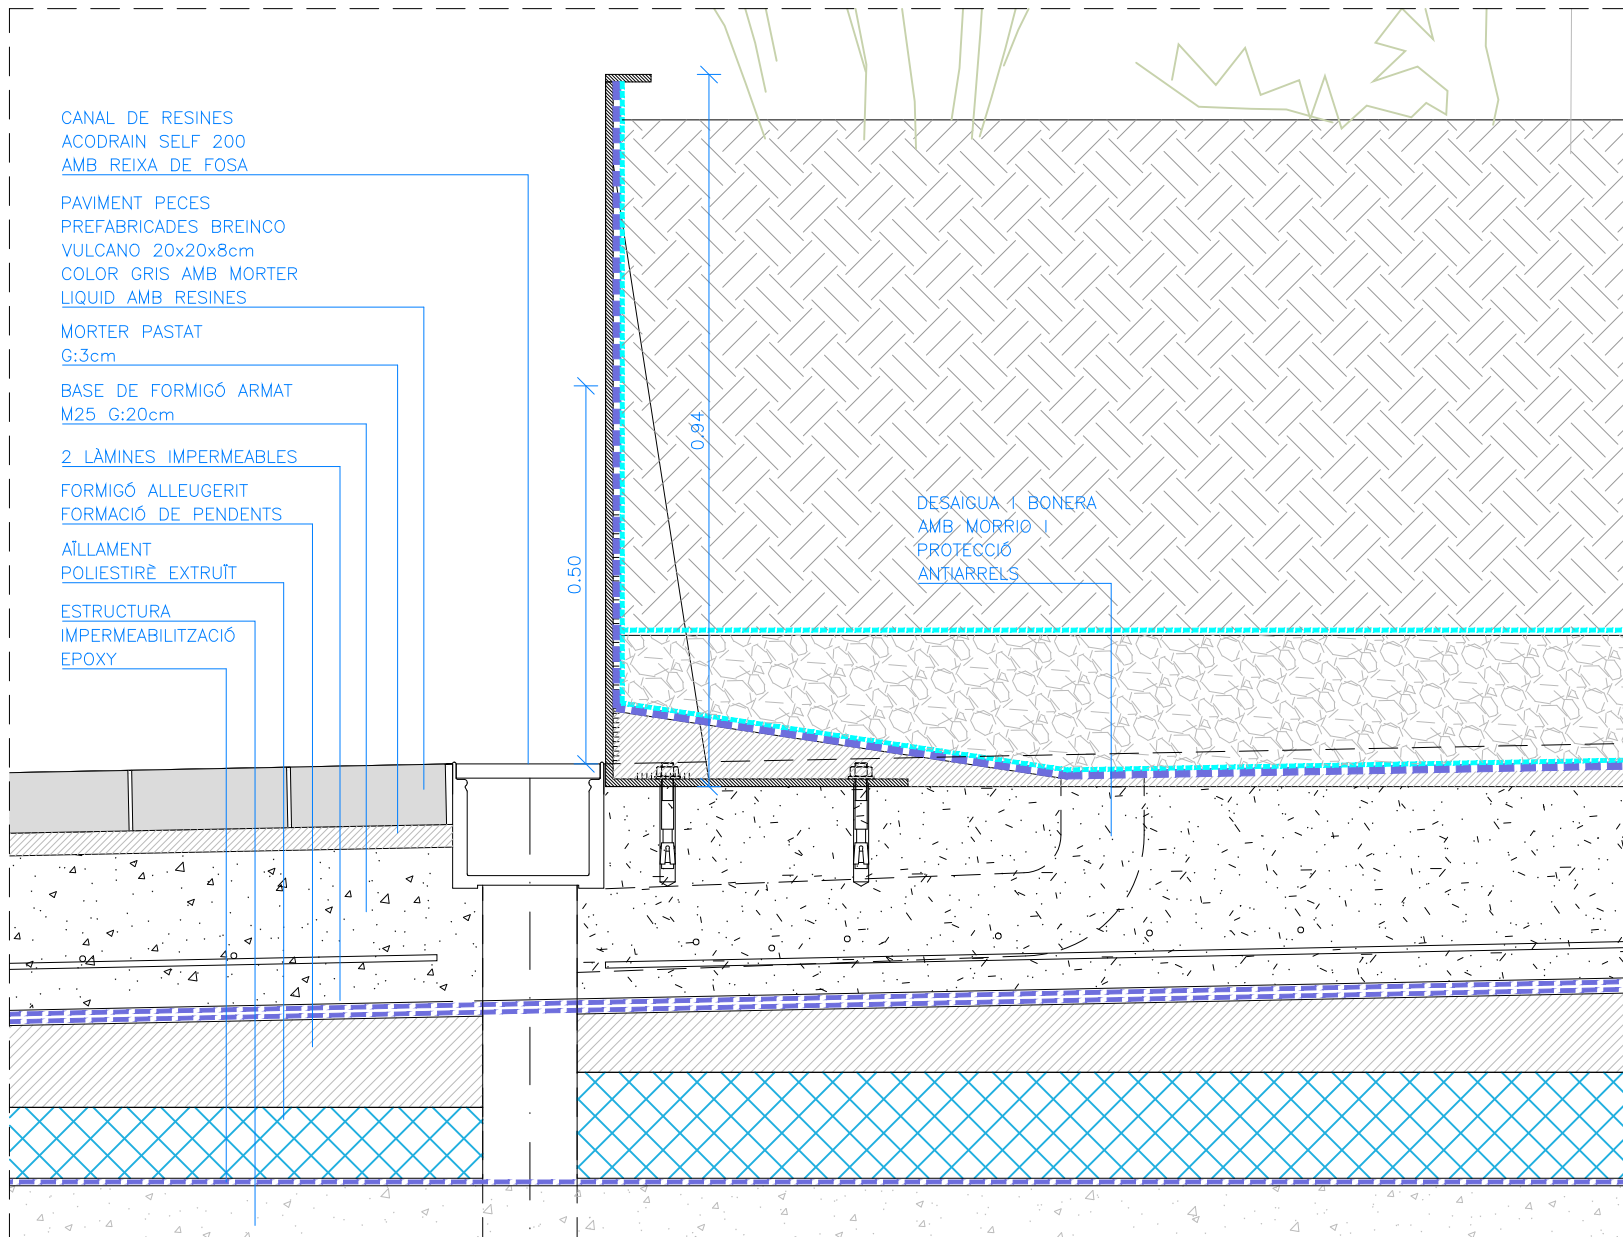 CANAL DE RESINES
ACODRAIN SELF 200
AMB REIXA DE FOSA
PAVIMENT PECES
PREFABRICADES BREINCO
VULCANO 20x20x8cm
COLOR GRIS AMB MORTER
LIQUID AMB RESINES
MORTER PASTAT
G:3cm
BASE DE FORMIGÓ ARMAT
M25 G:20cm
2 LÀMINES IMPERMEABLES
FORMIGÓ ALLEUGERIT
FORMACIÓ DE PENDENTS
AÏLLAMENT
POLIESTIRÈ EXTRUÏT
ESTRUCTURA
IMPERMEABILITZACIÓ
EPOXY
0.50
0.94
DESAIGUA I BONERA
AMB MORRIO I
PROTECCIÓ
ANTIARRELS